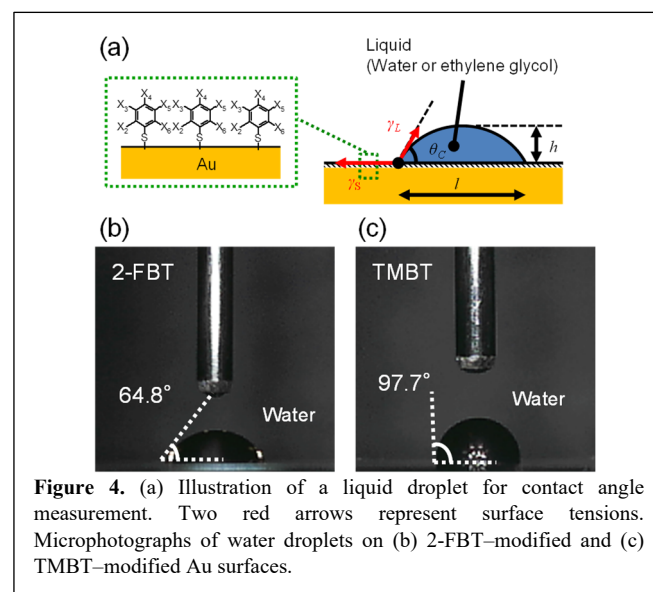 (a)
Liquid
(Water or ethylene glycol)
X4 X4 X4
X3 X5 X3 X5 X3 X5
X2 X6 X2 X6 X2 X6
S S S
Au
γL
θC
h
γS
l
(b)
(c)
2-FBT
TMBT
64.8°
97.7°
Water
Water
Figure 4. (a) Illustration of a liquid droplet for contact angle
measurement. Two red arrows represent surface tensions.
Microphotographs of water droplets on (b) 2-FBT–modified and (c)
TMBT–modified Au surfaces.